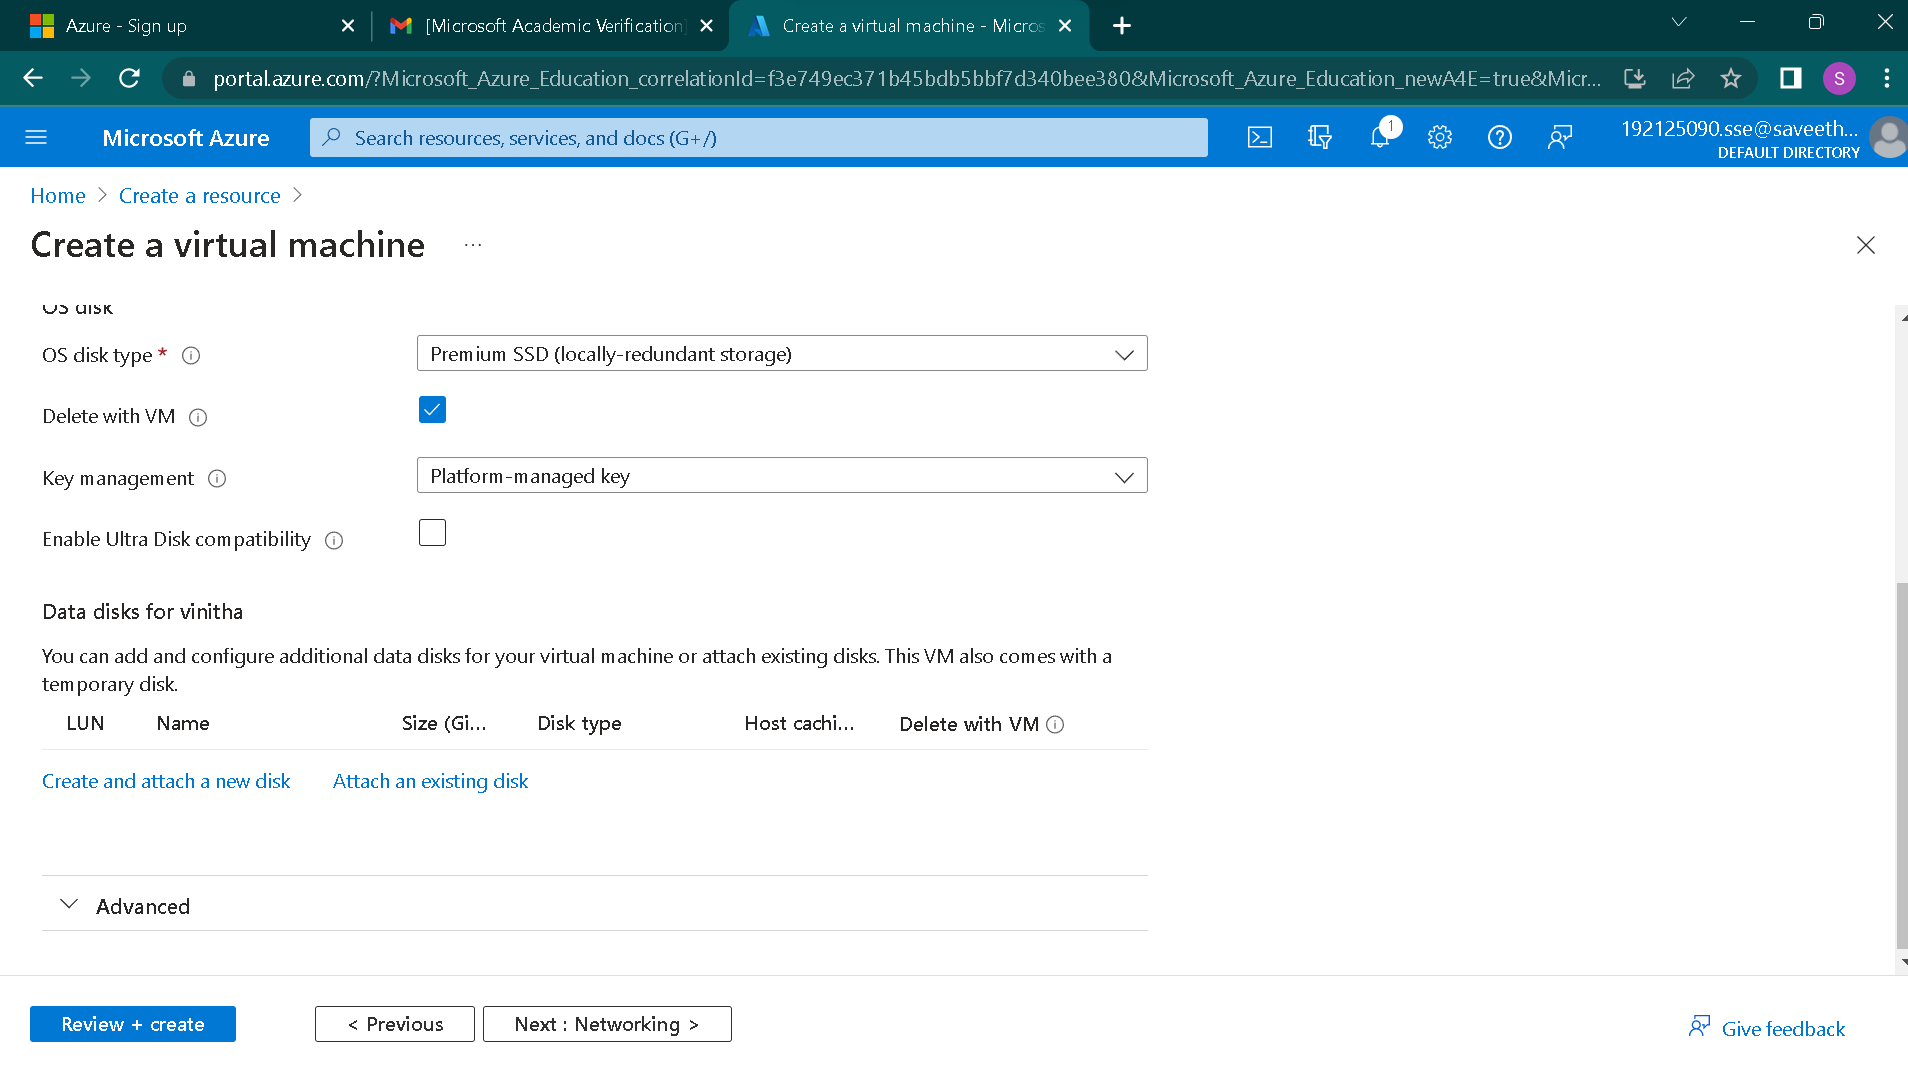 Azure - Sign up
[Microsoft Academic Verification]
Create a virtual machine - Micros
portal.azure.com/?Microsoft_Azure_Education_correlationId=f3e749ec371b45bdb5bbf7d340bee380&Microsoft_Azure_Education_newA4E=true&Micr...
S
Microsoft Azure
Search resources, services, and docs (G+/)
1
192125090.sse@saveeth...
DEFAULT DIRECTORY
Home > Create a resource >
Create a virtual machine ...
OS disk
OS disk type *
Premium SSD (locally-redundant storage)
Delete with VM
Key management
Platform-managed key
Enable Ultra Disk compatibility
Data disks for vinitha
You can add and configure additional data disks for your virtual machine or attach existing disks. This VM also comes with a
temporary disk.
LUN Name Size (Gi... Disk type Host cachi... Delete with VM
Create and attach a new disk Attach an existing disk
Advanced
Review + create < Previous Next : Networking >
Give feedback